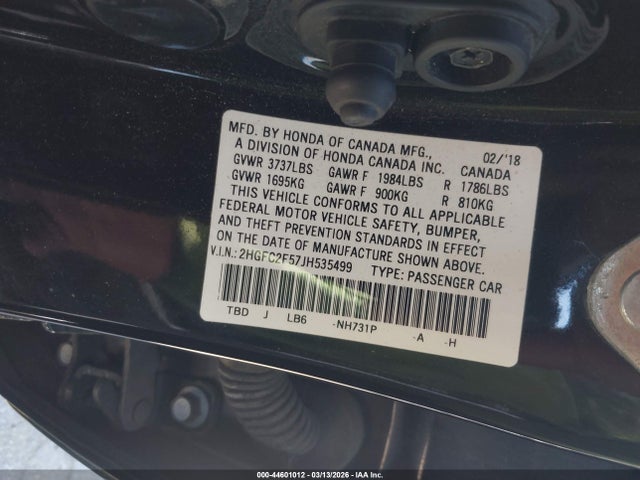 MFD. BY HONDA OF CANADA MFG., 02/'18
A DIVISION OF HONDA CANADA INC. CANADA
GVWR 3737LBS GAWR F 1984LBS R 1786LBS
GVWR 1695KG GAWR F 900KG R 810KG
THIS VEHICLE CONFORMS TO ALL APPLICABLE
FEDERAL MOTOR VEHICLE SAFETY, BUMPER,
AND THEFT PREVENTION STANDARDS IN EFFECT
ON THE DATE OF MANUFACTURE SHOWN ABOVE.
V.I.N.: 2HGFC2F57JH535499 TYPE: PASSENGER CAR
TBD J LB6 -NH731P -A -H
000-44601012 - 03/13/2026 - IAA Inc.